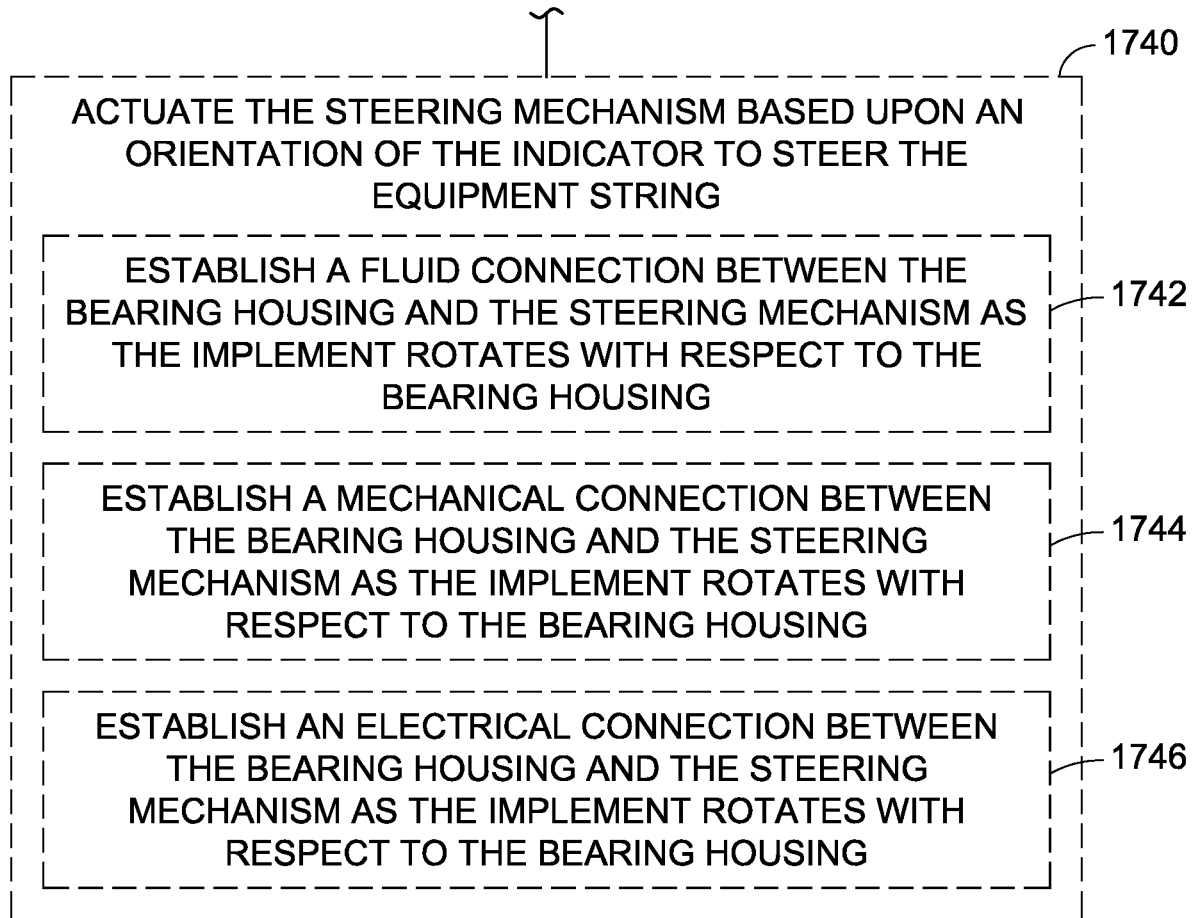 1740
ACTUATE THE STEERING MECHANISM BASED UPON AN
ORIENTATION OF THE INDICATOR TO STEER THE
EQUIPMENT STRING
ESTABLISH A FLUID CONNECTION BETWEEN THE
BEARING HOUSING AND THE STEERING MECHANISM AS
THE IMPLEMENT ROTATES WITH RESPECT TO THE
BEARING HOUSING
1742
ESTABLISH A MECHANICAL CONNECTION BETWEEN
THE BEARING HOUSING AND THE STEERING
MECHANISM AS THE IMPLEMENT ROTATES WITH
RESPECT TO THE BEARING HOUSING
1744
ESTABLISH AN ELECTRICAL CONNECTION BETWEEN
THE BEARING HOUSING AND THE STEERING
MECHANISM AS THE IMPLEMENT ROTATES WITH
RESPECT TO THE BEARING HOUSING
1746